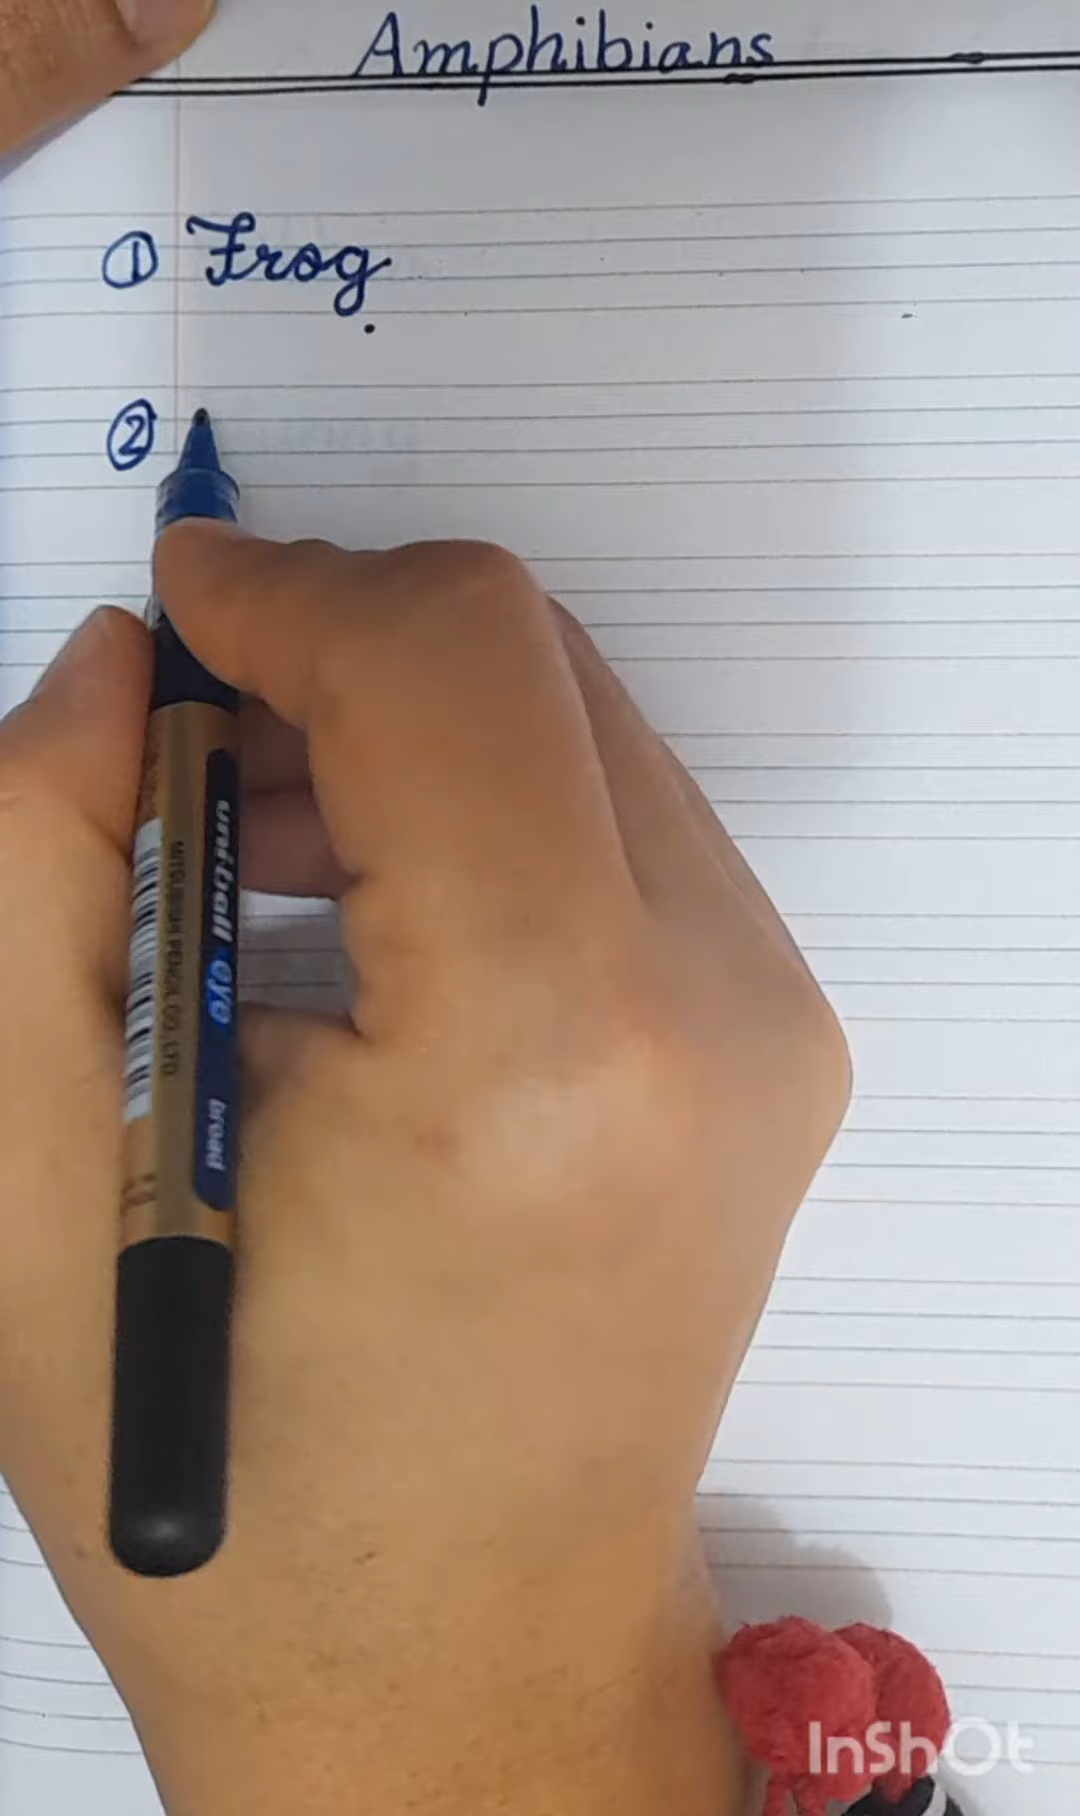 Amphibians
① Frog
②
uni-ball eye broad
MITSUBISHI PENCIL CO., LTD.
InShOt